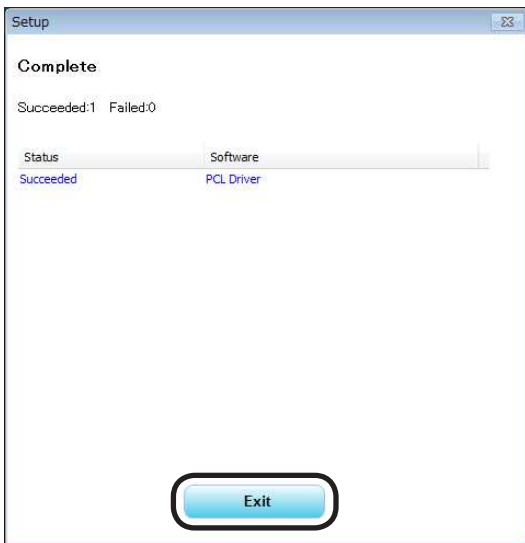 Setup
Complete
Succeeded:1 Failed:0
Status Software
Succeeded PCL Driver
Exit